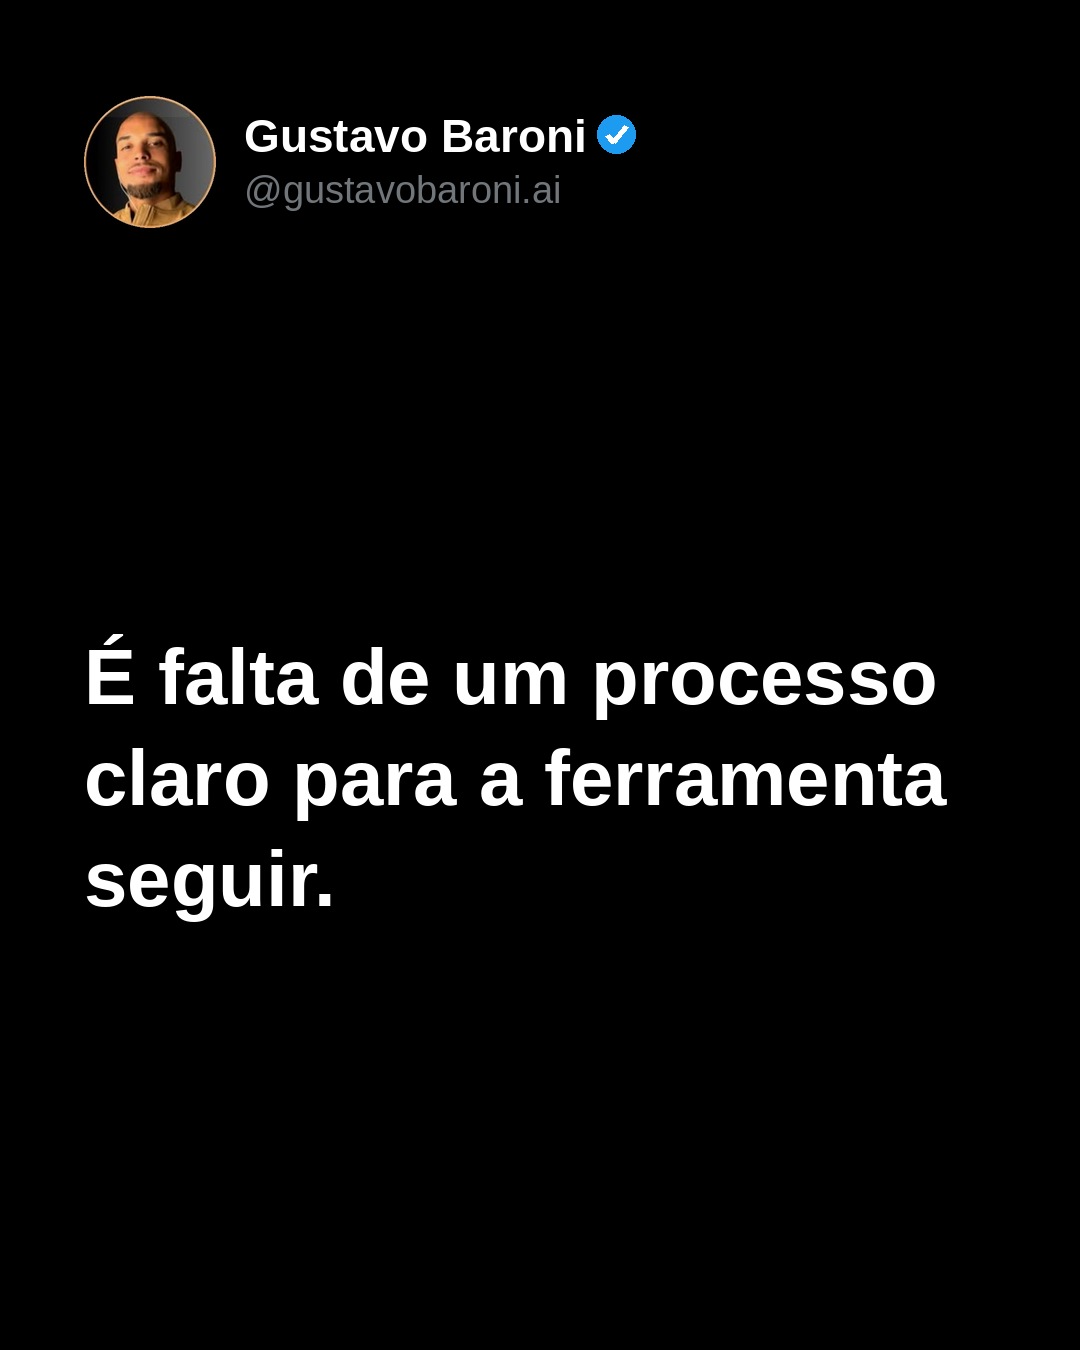 Gustavo Baroni
@gustavobaroni.ai
É falta de um processo
claro para a ferramenta
seguir.